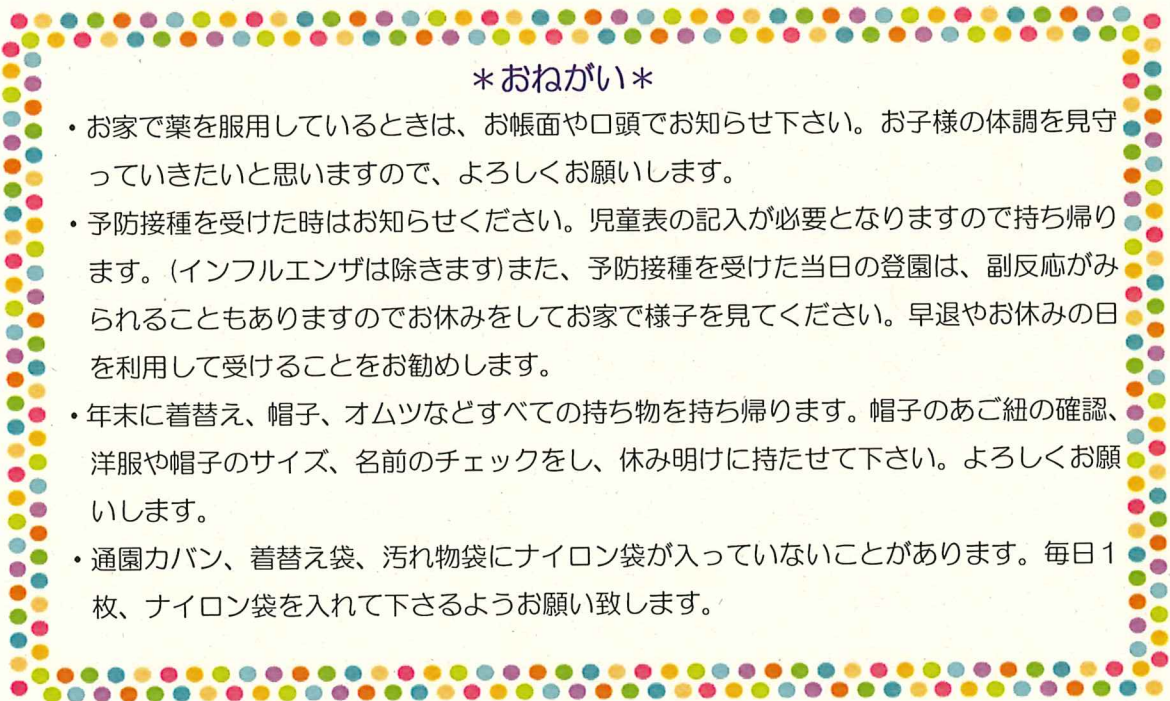 ＊おねがい＊
・お家で薬を服用しているときは、お帳面や口頭でお知らせ下さい。お子様の体調を見守
っていきたいと思いますので、よろしくお願いします。
・予防接種を受けた時はお知らせください。児童表の記入が必要となりますので持ち帰り
ます。(インフルエンザは除きます)また、予防接種を受けた当日の登園は、副反応がみ
られることもありますのでお休みをしてお家で様子を見てください。早退やお休みの日
を利用して受けることをお勧めします。
・年末に着替え、帽子、オムツなどすべての持ち物を持ち帰ります。帽子のあご紐の確認、
洋服や帽子のサイズ、名前のチェックをし、休み明けに持たせて下さい。よろしくお願
いします。
・通園カバン、着替え袋、汚れ物袋にナイロン袋が入っていないことがあります。毎日１
枚、ナイロン袋を入れて下さるようお願い致します。